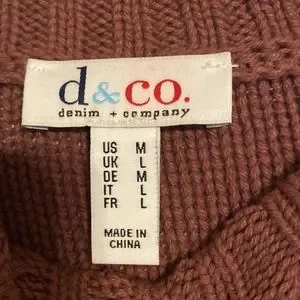 d&co.
denim + company
US M
UK L
DE M
IT L
FR L
MADE IN
CHINA